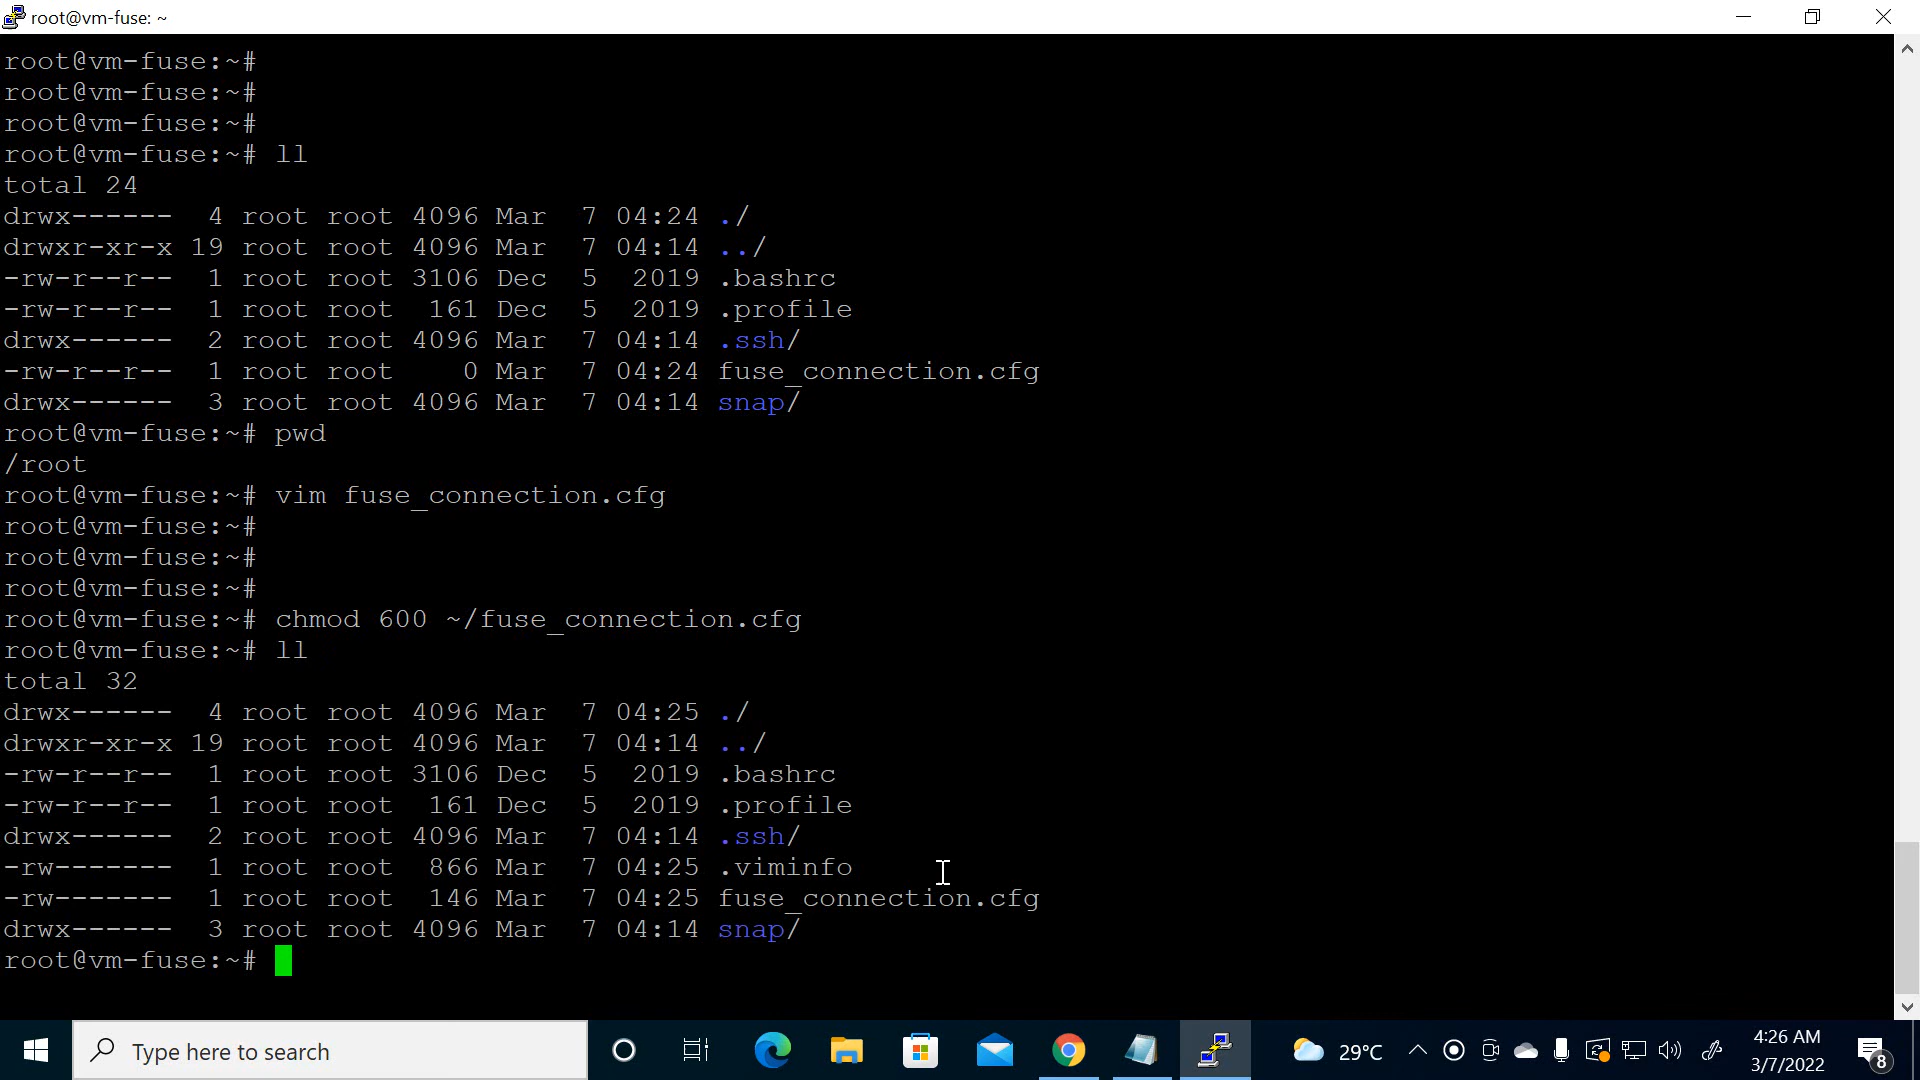 root@vm-fuse: ~
root@vm-fuse:~#
root@vm-fuse:~#
root@vm-fuse:~#
root@vm-fuse:~# ll
total 24
drwx------  4 root root 4096 Mar  7 04:24 ./
drwxr-xr-x 19 root root 4096 Mar  7 04:14 ../
-rw-r--r--  1 root root 3106 Dec  5  2019 .bashrc
-rw-r--r--  1 root root  161 Dec  5  2019 .profile
drwx------  2 root root 4096 Mar  7 04:14 .ssh/
-rw-r--r--  1 root root    0 Mar  7 04:24 fuse_connection.cfg
drwx------  3 root root 4096 Mar  7 04:14 snap/
root@vm-fuse:~# pwd
/root
root@vm-fuse:~# vim fuse_connection.cfg
root@vm-fuse:~#
root@vm-fuse:~#
root@vm-fuse:~#
root@vm-fuse:~# chmod 600 ~/fuse_connection.cfg
root@vm-fuse:~# ll
total 32
drwx------  4 root root 4096 Mar  7 04:25 ./
drwxr-xr-x 19 root root 4096 Mar  7 04:14 ../
-rw-r--r--  1 root root 3106 Dec  5  2019 .bashrc
-rw-r--r--  1 root root  161 Dec  5  2019 .profile
drwx------  2 root root 4096 Mar  7 04:14 .ssh/
-rw-------  1 root root  866 Mar  7 04:25 .viminfo
-rw-------  1 root root  146 Mar  7 04:25 fuse_connection.cfg
drwx------  3 root root 4096 Mar  7 04:14 snap/
root@vm-fuse:~#
Type here to search
29°C
4:26 AM
3/7/2022
8